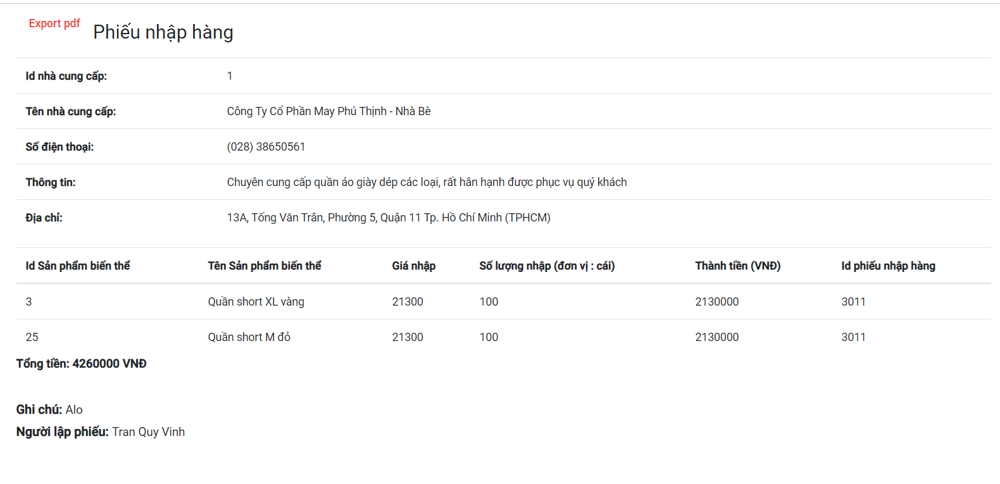 Export pdf
Phiếu nhập hàng
Id nhà cung cấp: 1
Tên nhà cung cấp: Công Ty Cổ Phần May Phú Thịnh - Nhà Bè
Số điện thoại: (028) 38650561
Thông tin: Chuyên cung cấp quần áo giày dép các loại, rất hân hạnh được phục vụ quý khách
Địa chỉ: 13A, Tống Văn Trân, Phường 5, Quận 11 Tp. Hồ Chí Minh (TPHCM)
Id Sản phẩm biến thể Tên Sản phẩm biến thể Giá nhập Số lượng nhập (đơn vị : cái) Thành tiền (VNĐ) Id phiếu nhập hàng
3 Quần short XL vàng 21300 100 2130000 3011
25 Quần short M đỏ 21300 100 2130000 3011
Tổng tiền: 4260000 VNĐ
Ghi chú: Alo
Người lập phiếu: Tran Quy Vinh